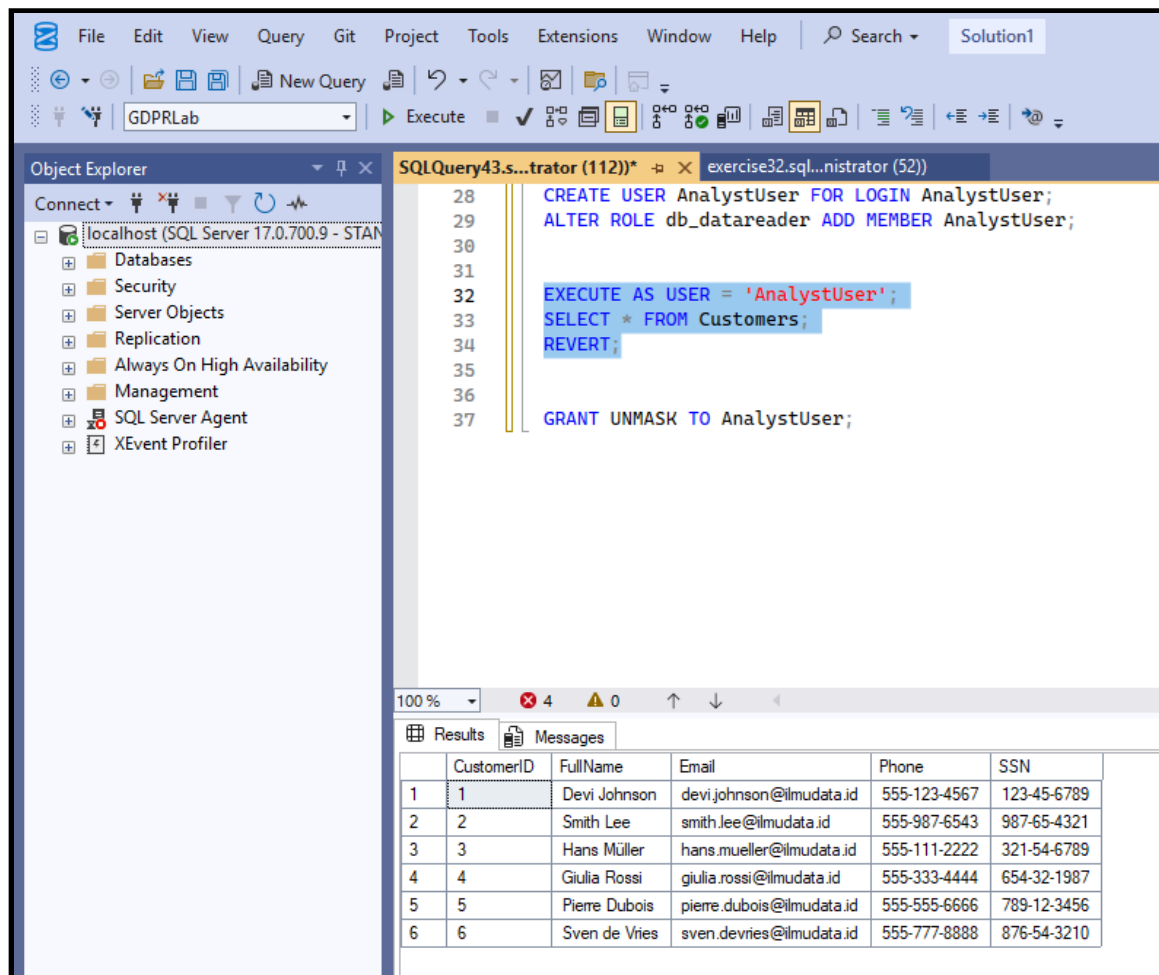 File Edit View Query Git Project Tools Extensions Window Help Search Solution1
New Query
GDPRLab Execute
Object Explorer
Connect
localhost (SQL Server 17.0.700.9 - STAN
Databases
Security
Server Objects
Replication
Always On High Availability
Management
SQL Server Agent
XEvent Profiler
SQLQuery43.s...trator (112))* exercise32.sql...nistrator (52))
28 CREATE USER AnalystUser FOR LOGIN AnalystUser;
29 ALTER ROLE db_datareader ADD MEMBER AnalystUser;
30
31
32 EXECUTE AS USER = 'AnalystUser';
33 SELECT * FROM Customers;
34 REVERT;
35
36
37 GRANT UNMASK TO AnalystUser;
100 % 4 0
Results Messages
CustomerID FullName Email Phone SSN
1 1 Devi Johnson devi.johnson@ilmudata.id 555-123-4567 123-45-6789
2 2 Smith Lee smith.lee@ilmudata.id 555-987-6543 987-65-4321
3 3 Hans Müller hans.mueller@ilmudata.id 555-111-2222 321-54-6789
4 4 Giulia Rossi giulia.rossi@ilmudata.id 555-333-4444 654-32-1987
5 5 Pierre Dubois pierre.dubois@ilmudata.id 555-555-6666 789-12-3456
6 6 Sven de Vries sven.devries@ilmudata.id 555-777-8888 876-54-3210